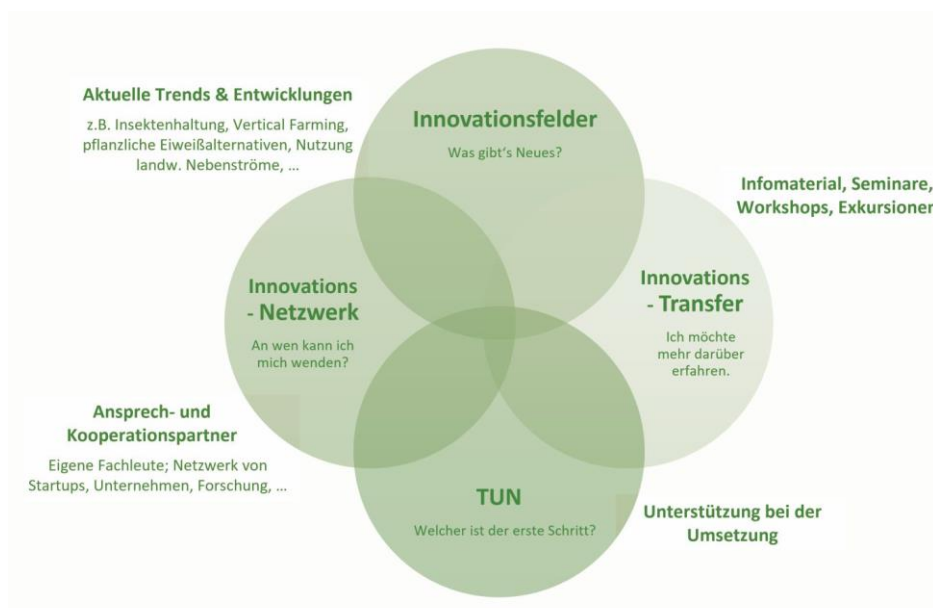 Aktuelle Trends & Entwicklungen
z.B. Insektenhaltung, Vertical Farming,
pflanzliche Eiweißalternativen, Nutzung
landw. Nebenströme, ...
Innovationsfelder
Was gibt's Neues?
Infomaterial, Seminare,
Workshops, Exkursionen
Innovations
- Netzwerk
An wen kann ich
mich wenden?
Innovations
- Transfer
Ich möchte
mehr darüber
erfahren.
Ansprech- und
Kooperationspartner
Eigene Fachleute; Netzwerk von
Startups, Unternehmen, Forschung, ...
TUN
Welcher ist der erste Schritt?
Unterstützung bei der
Umsetzung